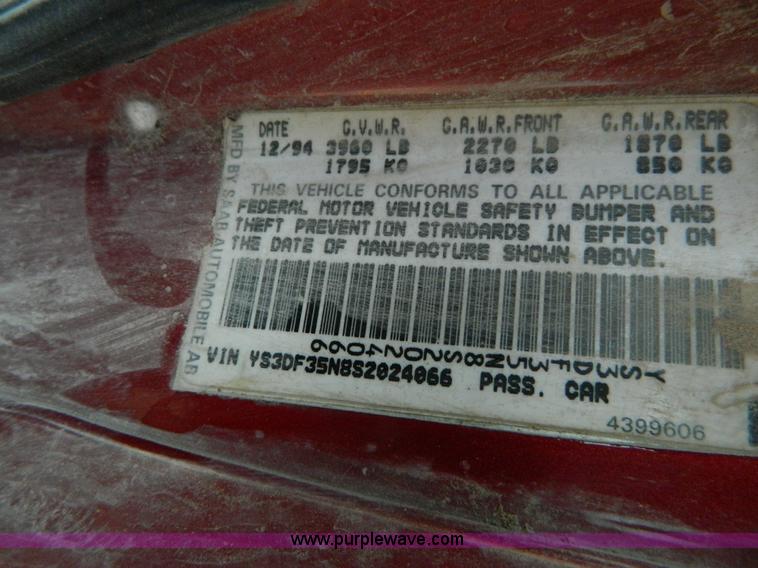 DATE G.V.W.R. G.A.W.R.FRONT G.A.W.R.REAR
12/94 3960 LB 2270 LB 1870 LB
1795 KG 1030 KG 850 KG
THIS VEHICLE CONFORMS TO ALL APPLICABLE
FEDERAL MOTOR VEHICLE SAFETY BUMPER AND
THEFT PREVENTION STANDARDS IN EFFECT ON
THE DATE OF MANUFACTURE SHOWN ABOVE.
MFD BY SAAB AUTOMOBILE AB
YS3DF35N8S2024066
VIN YS3DF35N8S2024066 PASS. CAR
4399606
www.purplewave.com